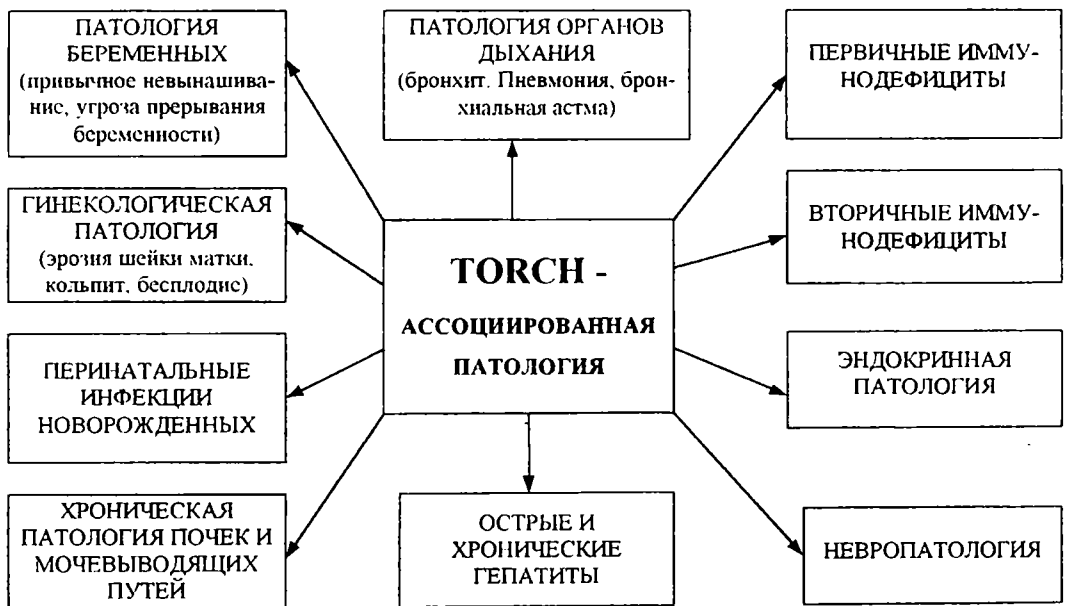 ПАТОЛОГИЯ
БЕРЕМЕННЫХ
(привычное невынашива-
ние, угроза прерывания
беременности)
ПАТОЛОГИЯ ОРГАНОВ
ДЫХАНИЯ
(бронхит. Пневмония, брон-
хиальная астма)
ПЕРВИЧНЫЕ ИММУ-
НОДЕФИЦИТЫ
ГИНЕКОЛОГИЧЕСКАЯ
ПАТОЛОГИЯ
(эрозия шейки матки,
кольпит, бесплодие)
TORCH -
АССОЦИИРОВАННАЯ
ПАТОЛОГИЯ
ВТОРИЧНЫЕ ИММУ-
НОДЕФИЦИТЫ
ПЕРИНАТАЛЬНЫЕ
ИНФЕКЦИИ
НОВОРОЖДЕННЫХ
ЭНДОКРИННАЯ
ПАТОЛОГИЯ
ХРОНИЧЕСКАЯ
ПАТОЛОГИЯ ПОЧЕК И
МОЧЕВЫВОДЯЩИХ
ПУТЕЙ
ОСТРЫЕ И
ХРОНИЧЕСКИЕ
ГЕПАТИТЫ
НЕВРОПАТОЛОГИЯ